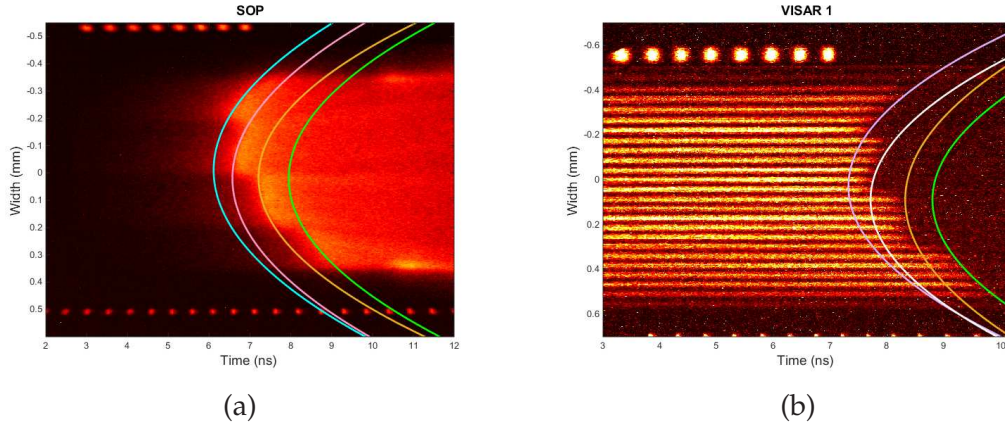 SOP
-0.5
-0.4
-0.3
-0.2
-0.1
0
0.1
0.2
0.3
0.4
0.5
Width (mm)
2 3 4 5 6 7 8 9 10 11 12
Time (ns)
(a)
VISAR 1
-0.6
-0.4
-0.2
0
0.2
0.4
0.6
Width (mm)
3 4 5 6 7 8 9 10
Time (ns)
(b)